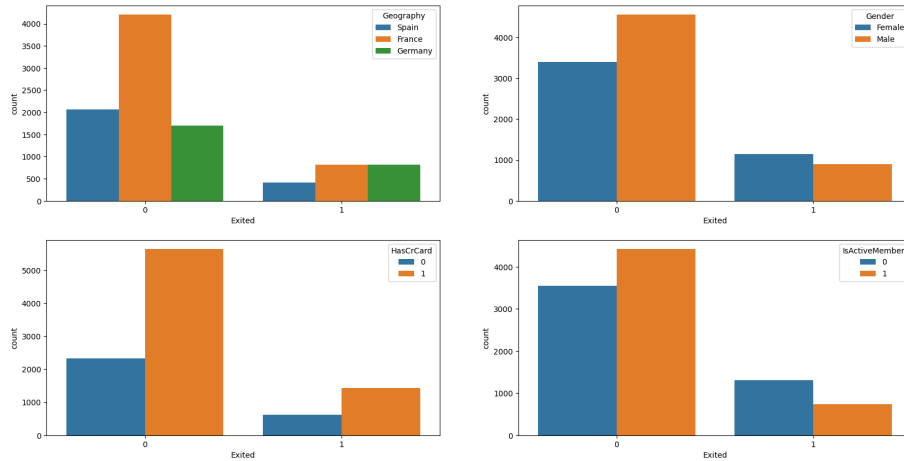 Geography
Spain
France
Germany
4000
3500
3000
2500
2000
1500
1000
500
0
count
0
1
Exited
Gender
Female
Male
4000
3000
2000
1000
0
count
0
1
Exited
HasCrCard
0
1
5000
4000
3000
2000
1000
0
count
0
1
Exited
IsActiveMember
0
1
4000
3000
2000
1000
0
count
0
1
Exited